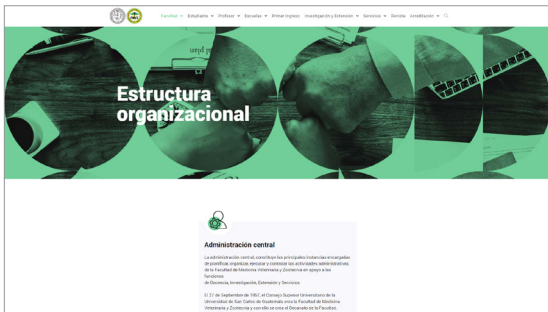 Facultad Estudiante Profesor Escuelas Primer Ingreso Investigación y Extensión Servicios Revista Acreditación
Estructura
organizacional
Administración central
La administración central, constituye las principales instancias encargadas
de planificar, organizar, ejecutar y controlar las actividades administrativas
de la Facultad de Medicina Veterinaria y Zootecnia en apoyo a las
funciones
de Docencia, Investigación, Extensión y Servicios
El 27 de Septiembre de 1957, el Consejo Superior Universitario de la
Universidad de San Carlos de Guatemala creó la Facultad de Medicina
Veterinaria y Zootecnia y con ello se creó el Decanato de la Facultad.